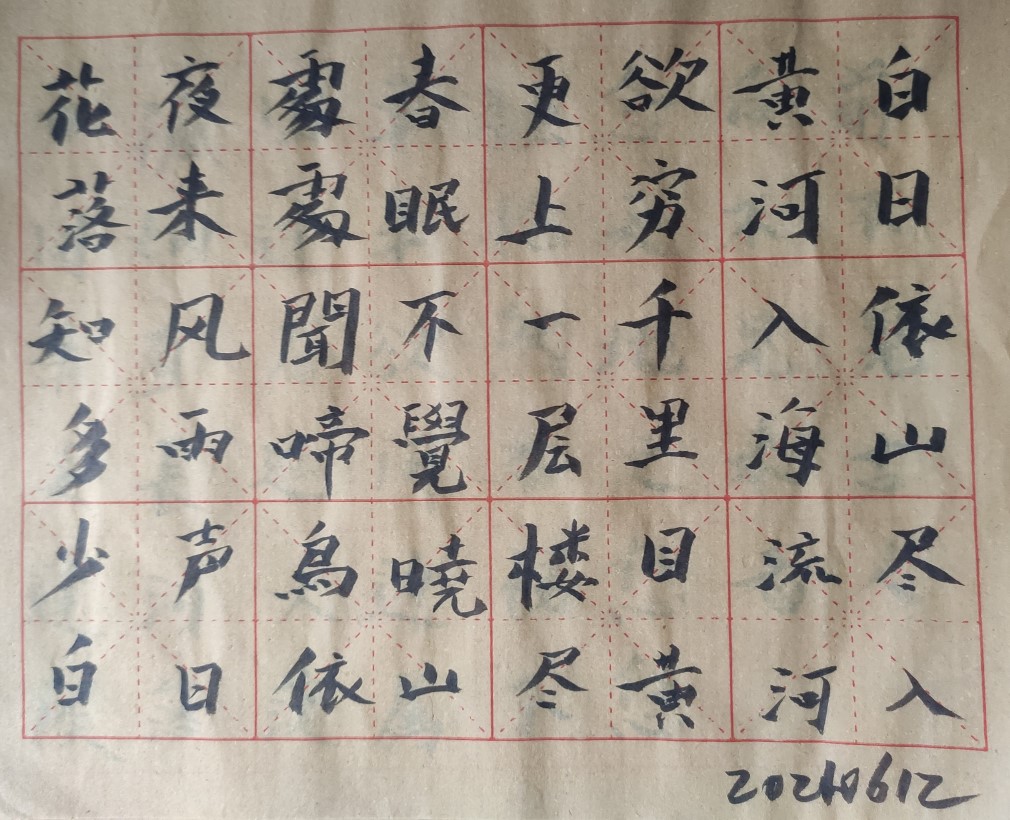 白日依山尽
黄河入海流
欲穷千里目
更上一层楼
春眠不覺曉
處處聞啼鳥
夜来风雨声
花落知多少
白日依山尽黄河入
20210612